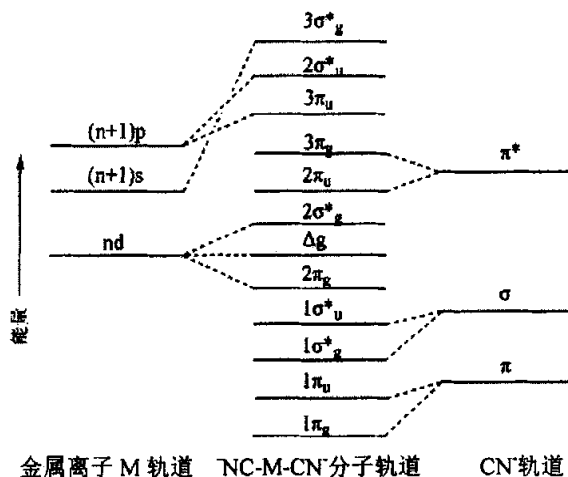 3σ*g
2σ*u
3πu
(n+1)p
3πg
π*
(n+1)s
2πu
2σ*g
nd
Δg
2πg
σ
1σ*u
1σ*g
π
1πu
1πg
能量
金属离子 M 轨道
⁻NC-M-CN⁻分子轨道
CN⁻轨道